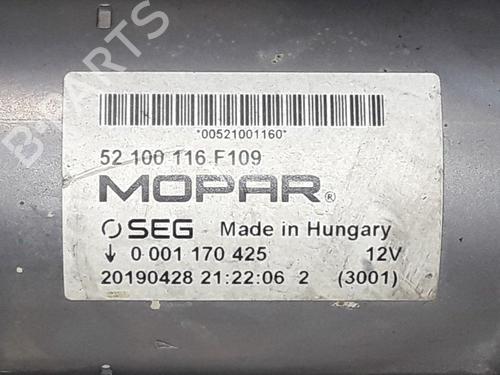 *00521001160*
52 100 116 F109
MOPAR®
SEG Made in Hungary
↓ 0 001 170 425 12V
20190428 21:22:06 2 (3001)